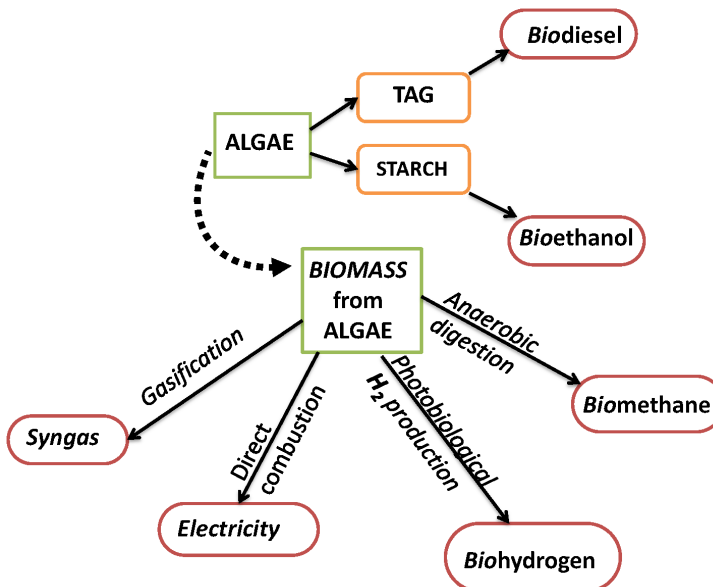 Biodiesel
TAG
ALGAE
STARCH
Bioethanol
BIOMASS
from
ALGAE
Anaerobic
digestion
Gasification
Direct
combustion
Photobiological
H₂ production
Biomethane
Syngas
Electricity
Biohydrogen